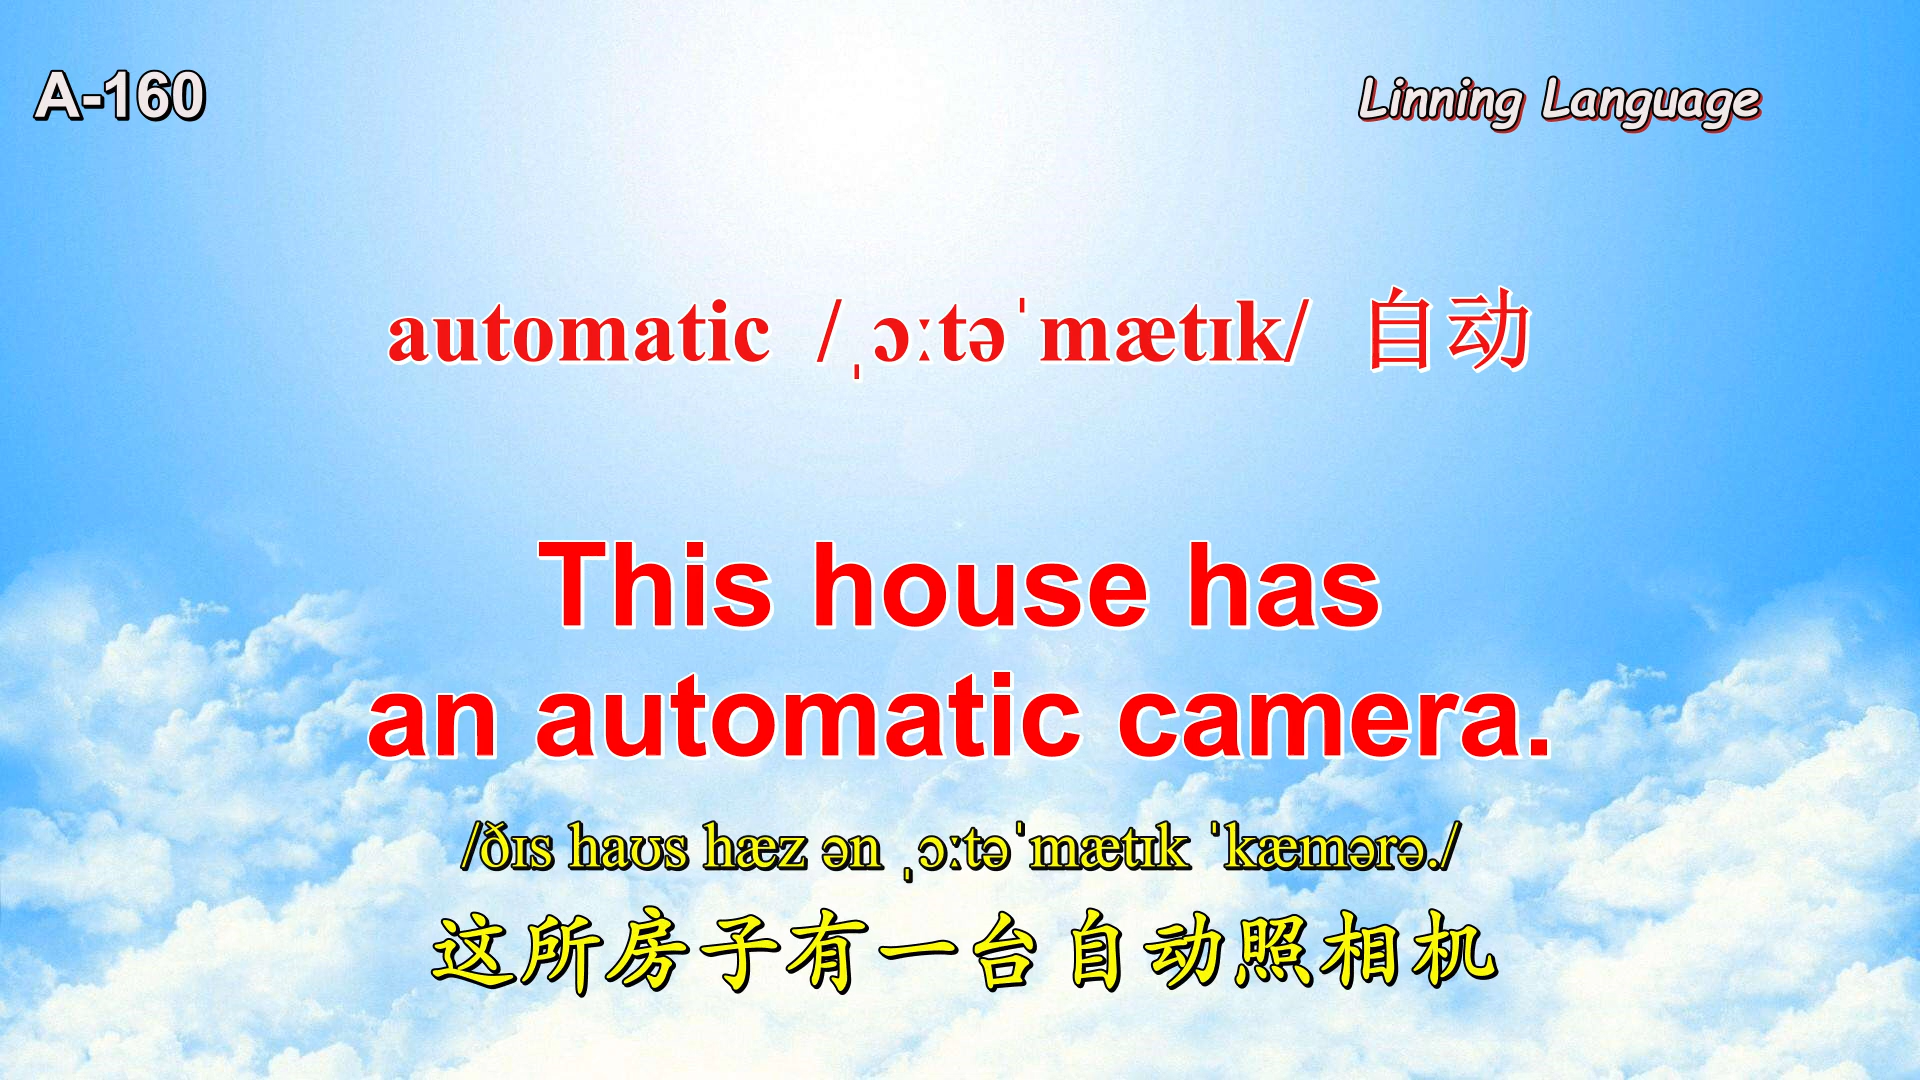 A-160
Linning Language
automatic /ˌɔːtəˈmætɪk/ 自动
This house has
an automatic camera.
/ðɪs haʊs hæz ən ˌɔːtəˈmætɪk ˈkæmərə./
这所房子有一台自动照相机